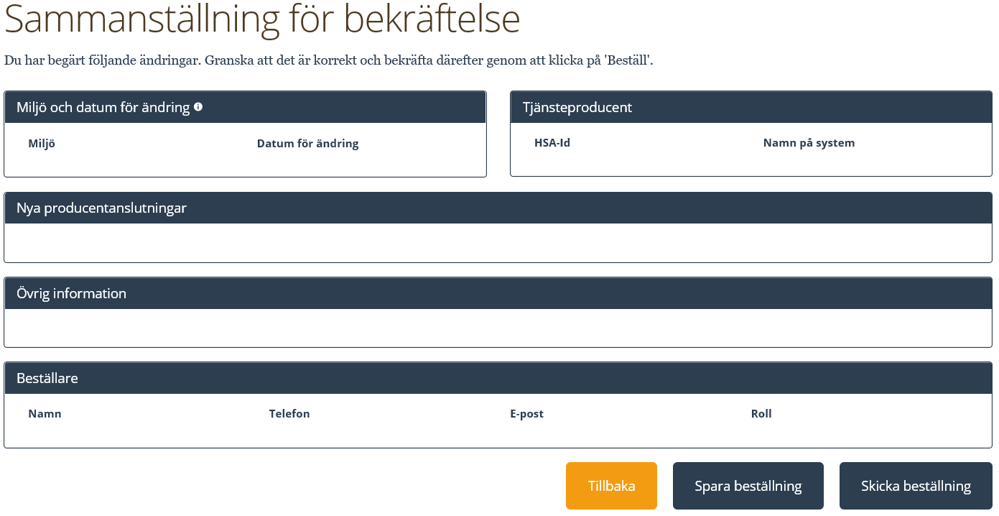 Sammanställning för bekräftelse
Du har begärt följande ändringar. Granska att det är korrekt och bekräfta därefter genom att klicka på 'Beställ'.
Miljö och datum för ändring
Tjänsteproducent
Miljö
Datum för ändring
HSA-Id
Namn på system
Nya producentanslutningar
Övrig information
Beställare
Namn
Telefon
E-post
Roll
Tillbaka
Spara beställning
Skicka beställning